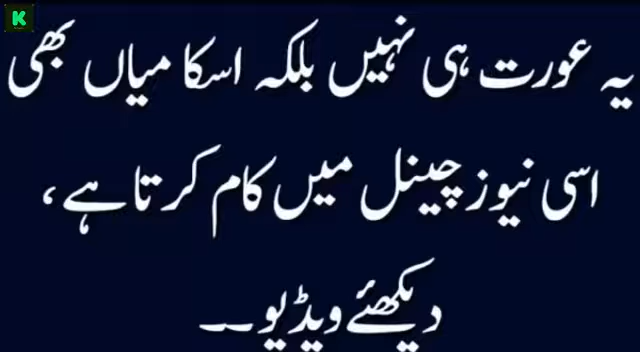 K
یہ عورت ہی نہیں بلکہ اسکا میاں بھی
اسی نیوز چینل میں کام کرتا ہے،
دیکھئے ویڈیو۔۔